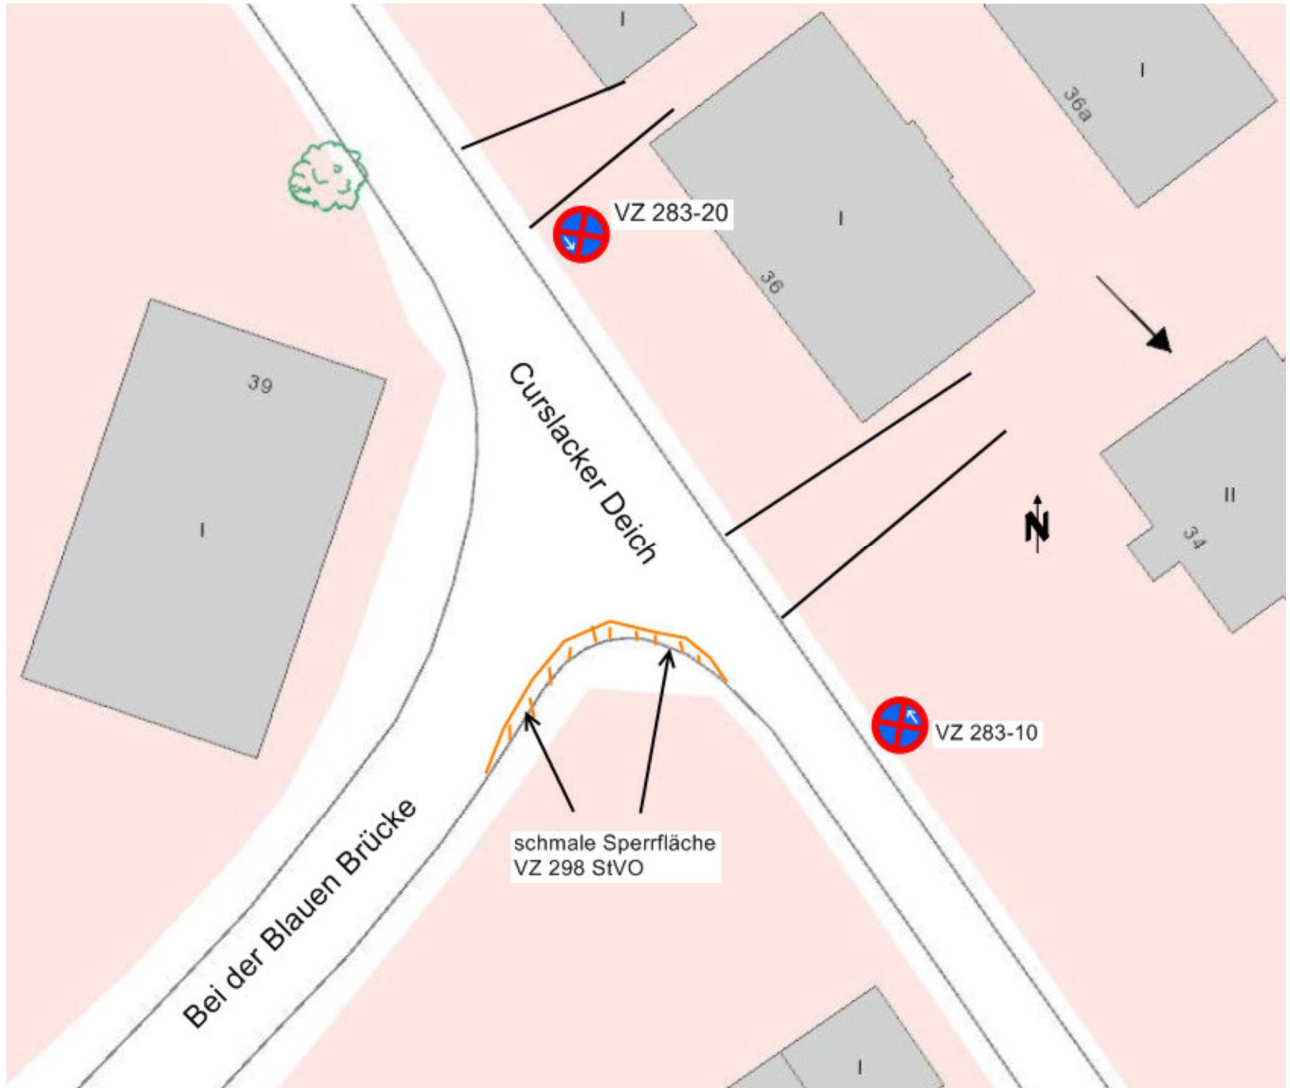 I
I
36a
VZ 283-20
I
36
39
Curslacker Deich
I
N
II
34
VZ 283-10
schmale Sperrfläche
VZ 298 StVO
Bei der Blauen Brücke
I